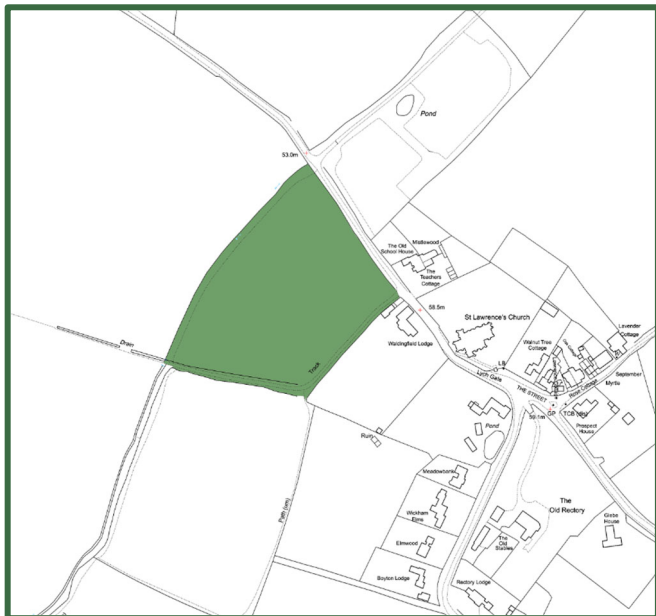 Pond
53.0m
The Old
School House
Mistlewood
The
Teachers
Cottage
58.5m
St Lawrence's Church
Waldingfield Lodge
Lavender
Cottage
Walnut Tree
Cottage
Drain
Track
LB
Lych Gate
THE STREET
Rose Cottage
September
Myrtle
GP
TCB
Prospect
House
Pond
Ruin
Meadowbank
Wickham
Elms
Path (um)
The
Old Rectory
Glebe
House
The
Old
Stables
Elmwood
Boyton Lodge
Rectory Lodge